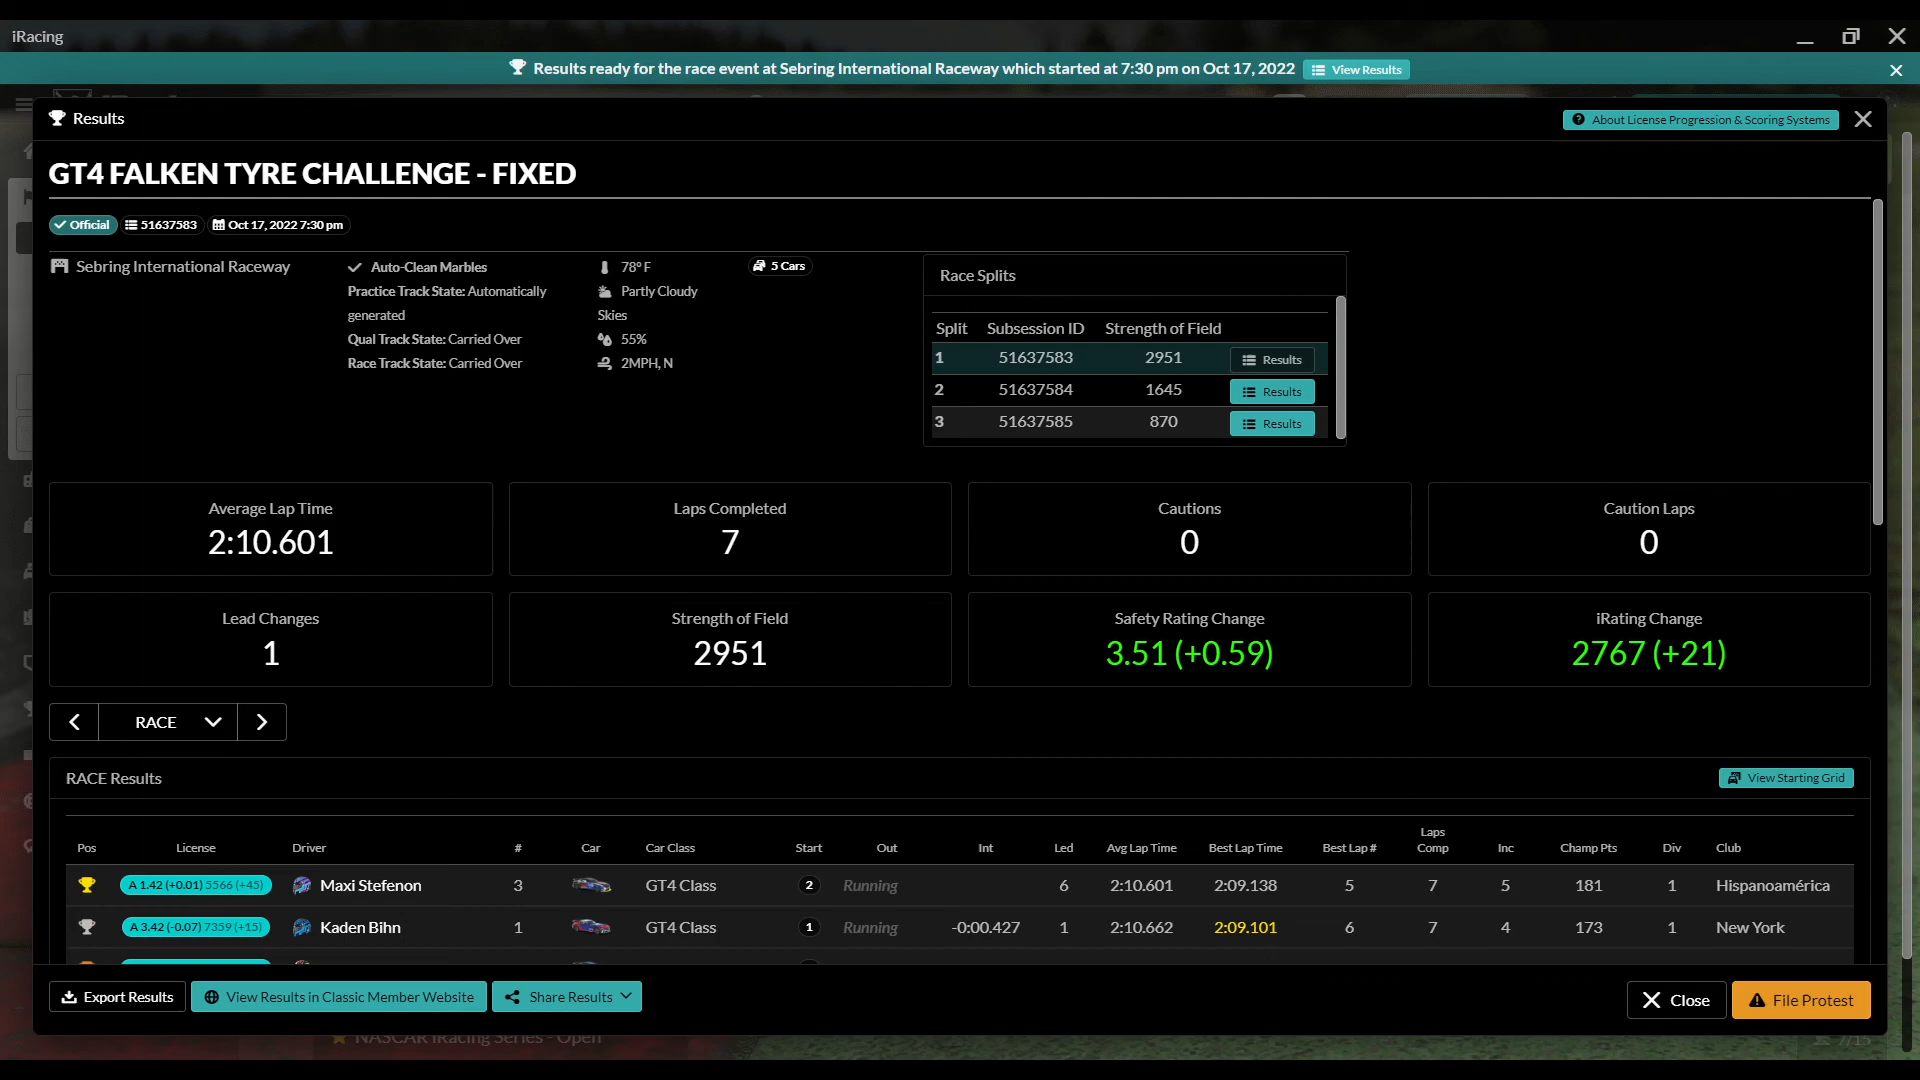 iRacing
Results ready for the race event at Sebring International Raceway which started at 7:30 pm on Oct 17, 2022 View Results
Results
About License Progression & Scoring Systems
GT4 FALKEN TYRE CHALLENGE - FIXED
Official 51637583 Oct 17, 2022 7:30 pm
Sebring International Raceway
Auto-Clean Marbles
Practice Track State: Automatically
generated
Qual Track State: Carried Over
Race Track State: Carried Over
78° F
Partly Cloudy
Skies
55%
2MPH, N
5 Cars
Race Splits
Split Subsession ID Strength of Field
1 51637583 2951 Results
2 51637584 1645 Results
3 51637585 870 Results
Average Lap Time
2:10.601
Laps Completed
7
Cautions
0
Caution Laps
0
Lead Changes
1
Strength of Field
2951
Safety Rating Change
3.51 (+0.59)
iRating Change
2767 (+21)
RACE
RACE Results
View Starting Grid
Pos License Driver # Car Car Class Start Out Int Led Avg Lap Time Best Lap Time Best Lap # Laps Comp Inc Champ Pts Div Club
A 1.42 (+0.01) 5566 (+45) Maxi Stefenon 3 GT4 Class 2 Running 6 2:10.601 2:09.138 5 7 5 181 1 Hispanoamérica
A 3.42 (-0.07) 7359 (+15) Kaden Bihn 1 GT4 Class 1 Running -0:00.427 1 2:10.662 2:09.101 6 7 4 173 1 New York
Export Results
View Results in Classic Member Website
Share Results
Close
File Protest
NASCAR iRacing Series - Open
7/15